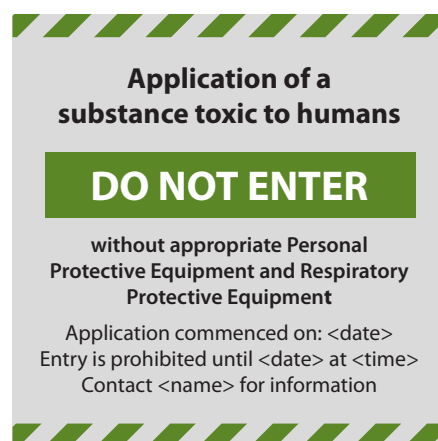 Application of a
substance toxic to humans
DO NOT ENTER
without appropriate Personal
Protective Equipment and Respiratory
Protective Equipment
Application commenced on: <date>
Entry is prohibited until <date> at <time>
Contact <name> for information